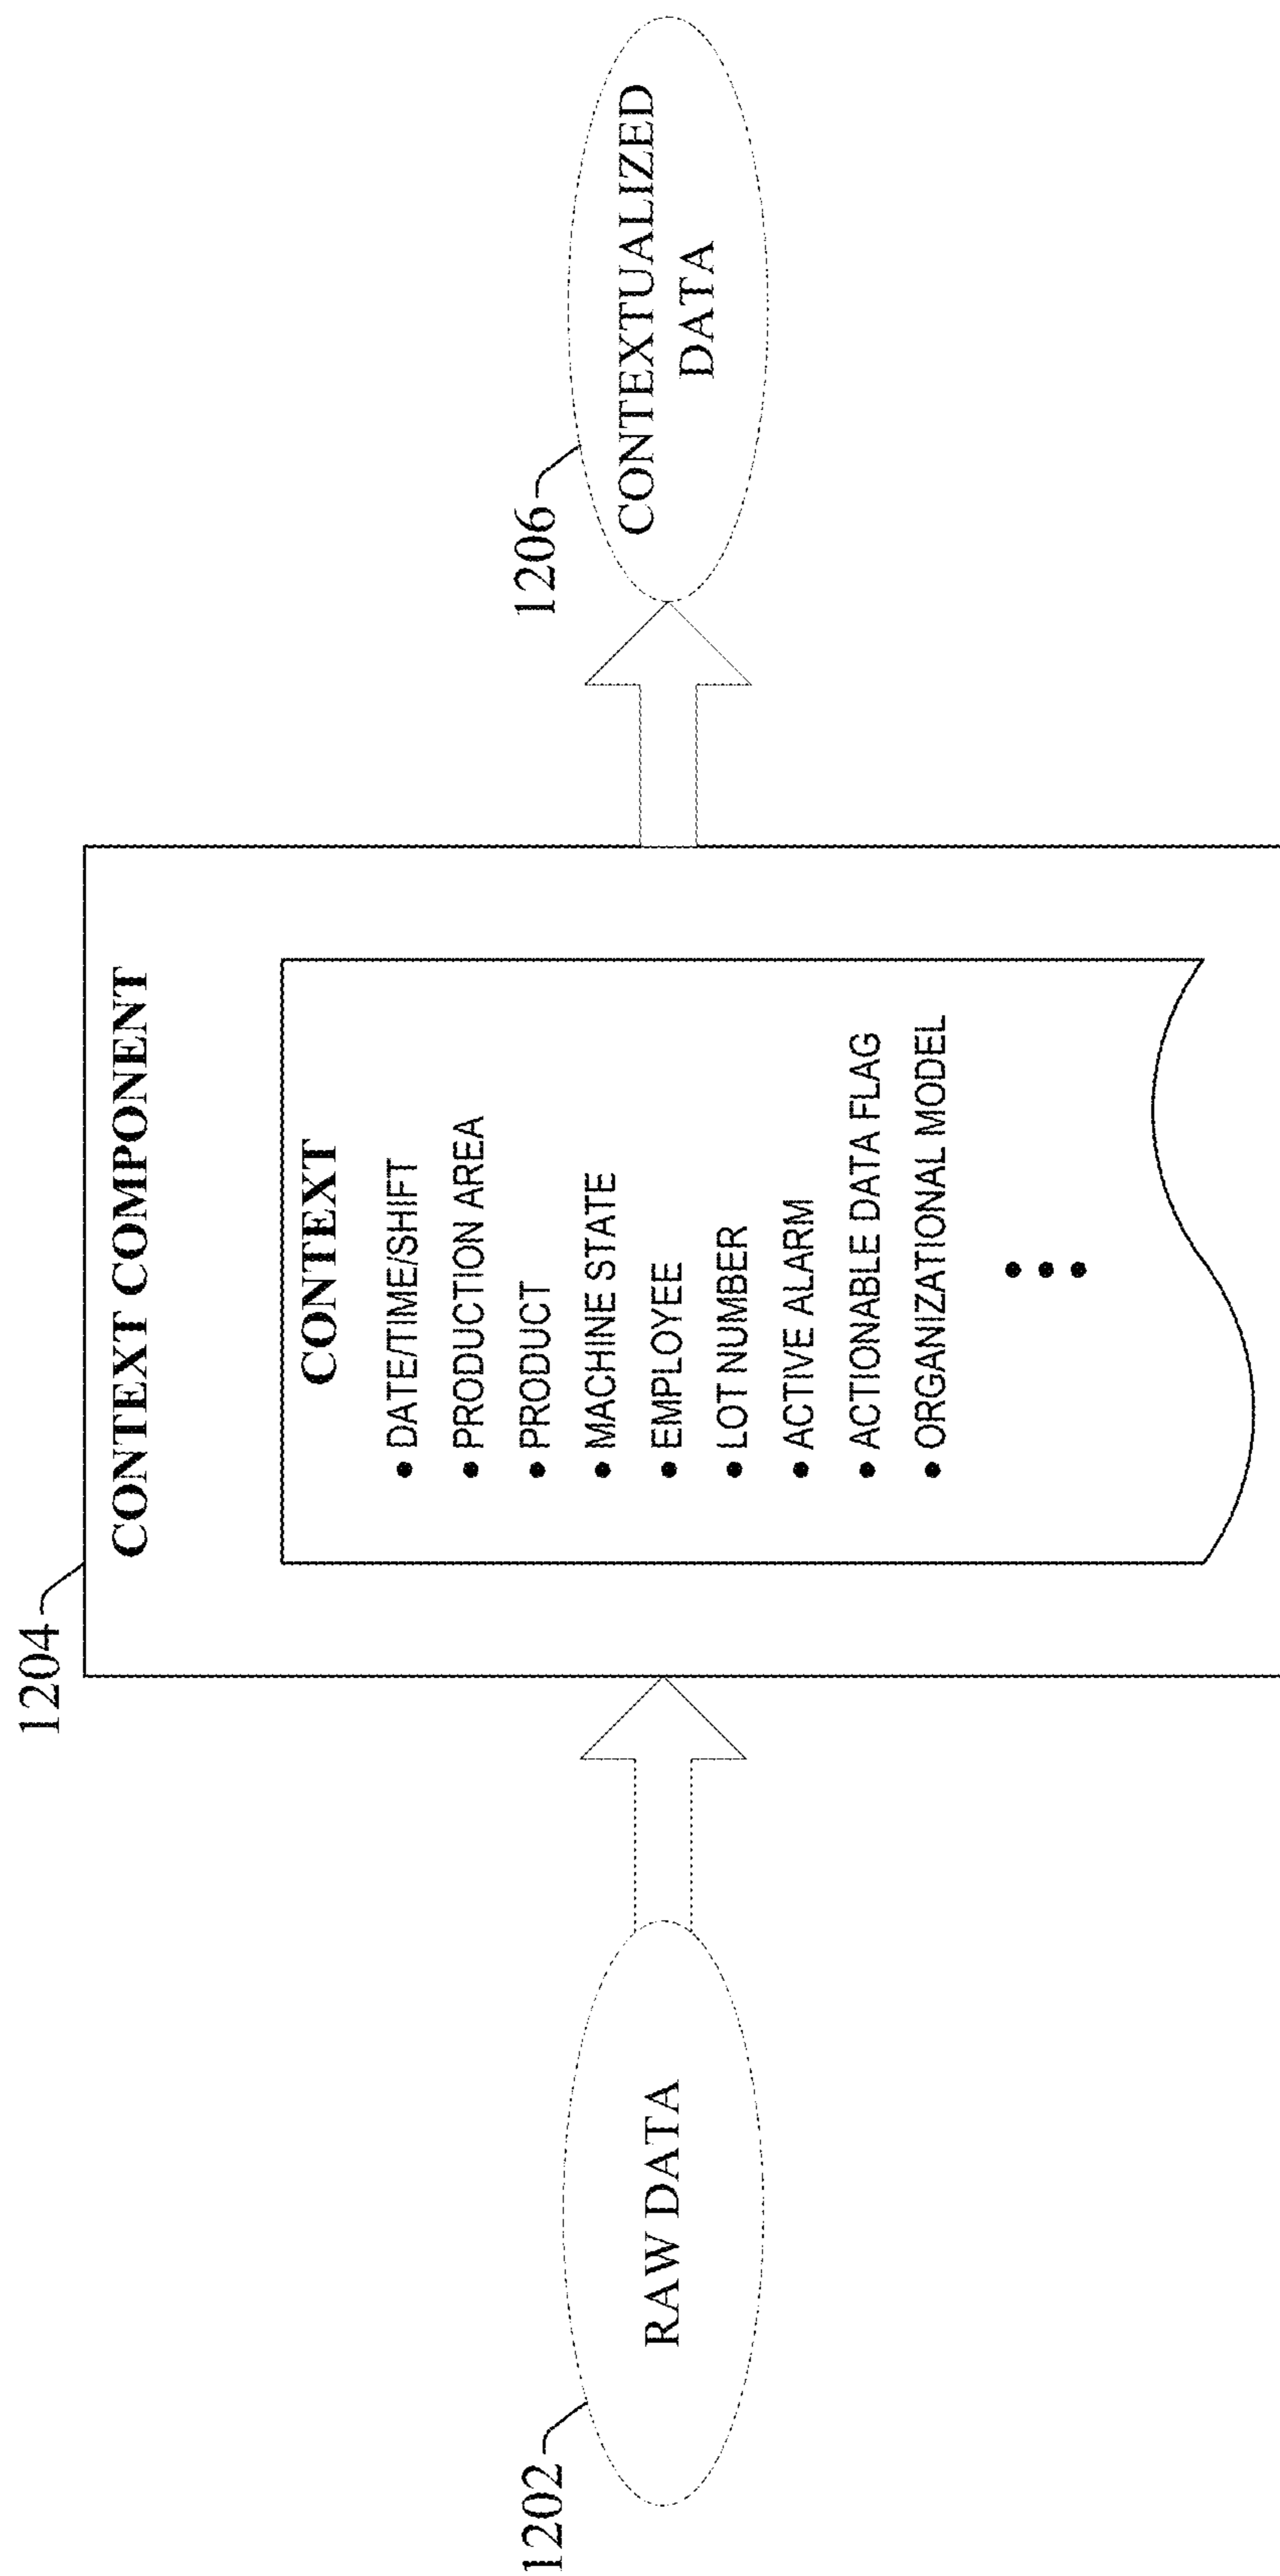 1202
RAW DATA
1204
CONTEXT COMPONENT
CONTEXT
• DATE/TIME/SHIFT
• PRODUCTION AREA
• PRODUCT
• MACHINE STATE
• EMPLOYEE
• LOT NUMBER
• ACTIVE ALARM
• ACTIONABLE DATA FLAG
• ORGANIZATIONAL MODEL
1206
CONTEXTUALIZED
DATA